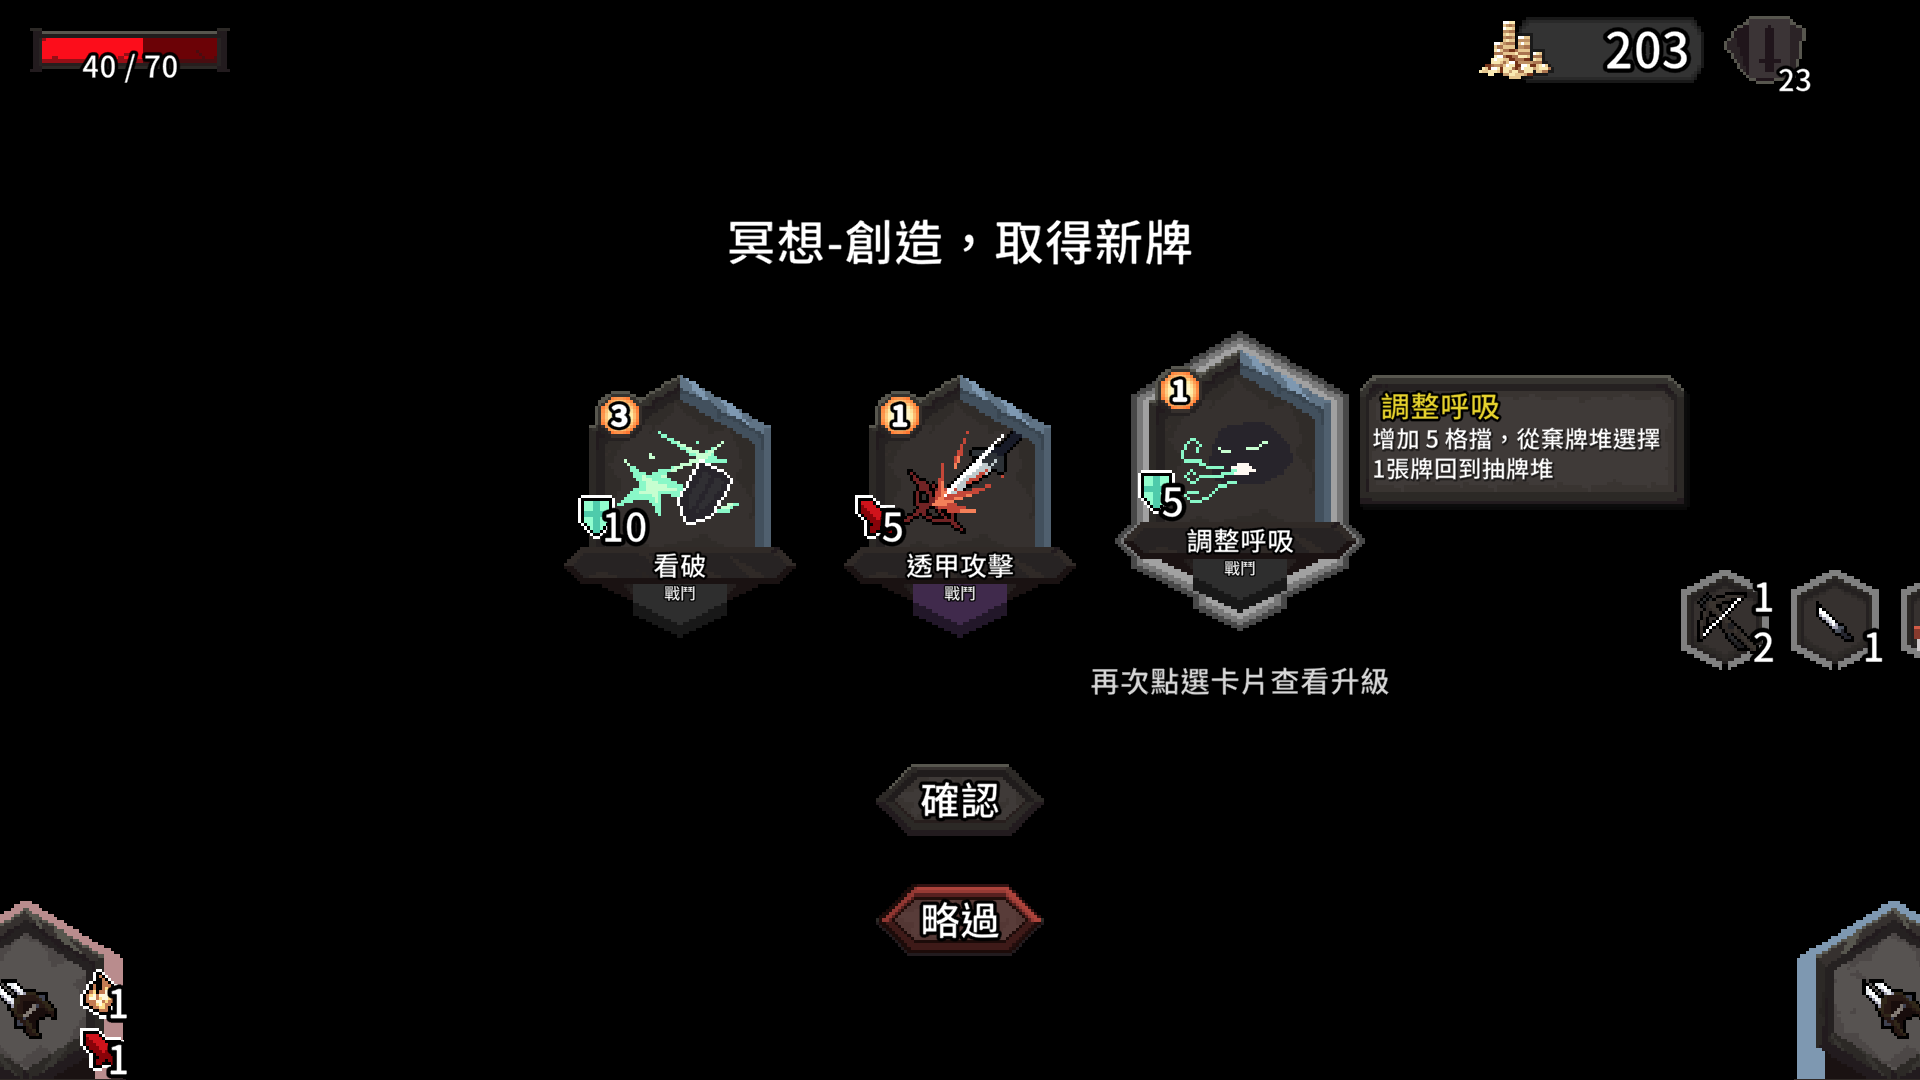 40 / 70
203
23
冥想-創造，取得新牌
3
10
看破
戰鬥
1
5
透甲攻擊
戰鬥
1
5
調整呼吸
戰鬥
調整呼吸
增加 5 格擋，從棄牌堆選擇
1張牌回到抽牌堆
1
2
1
再次點選卡片查看升級
確認
略過
1
1